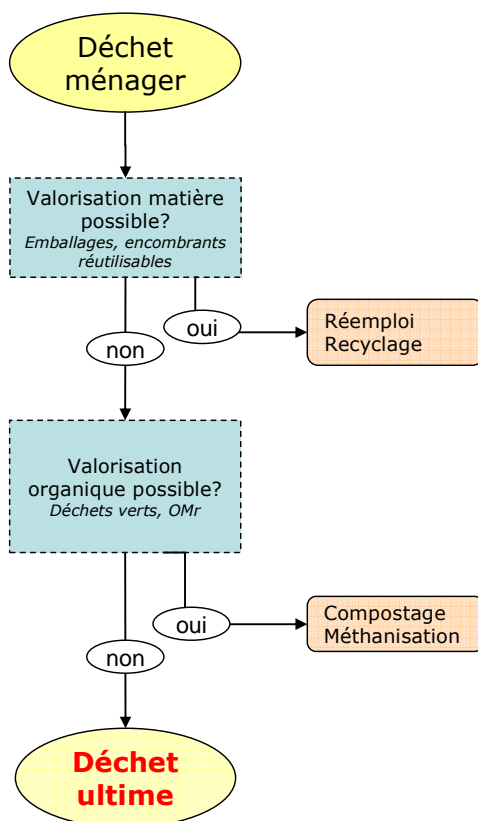 Déchet
ménager
Valorisation matière
possible?
Emballages, encombrants
réutilisables
oui
Réemploi
Recyclage
non
Valorisation
organique possible?
Déchets verts, OMr
oui
Compostage
Méthanisation
non
Déchet
ultime